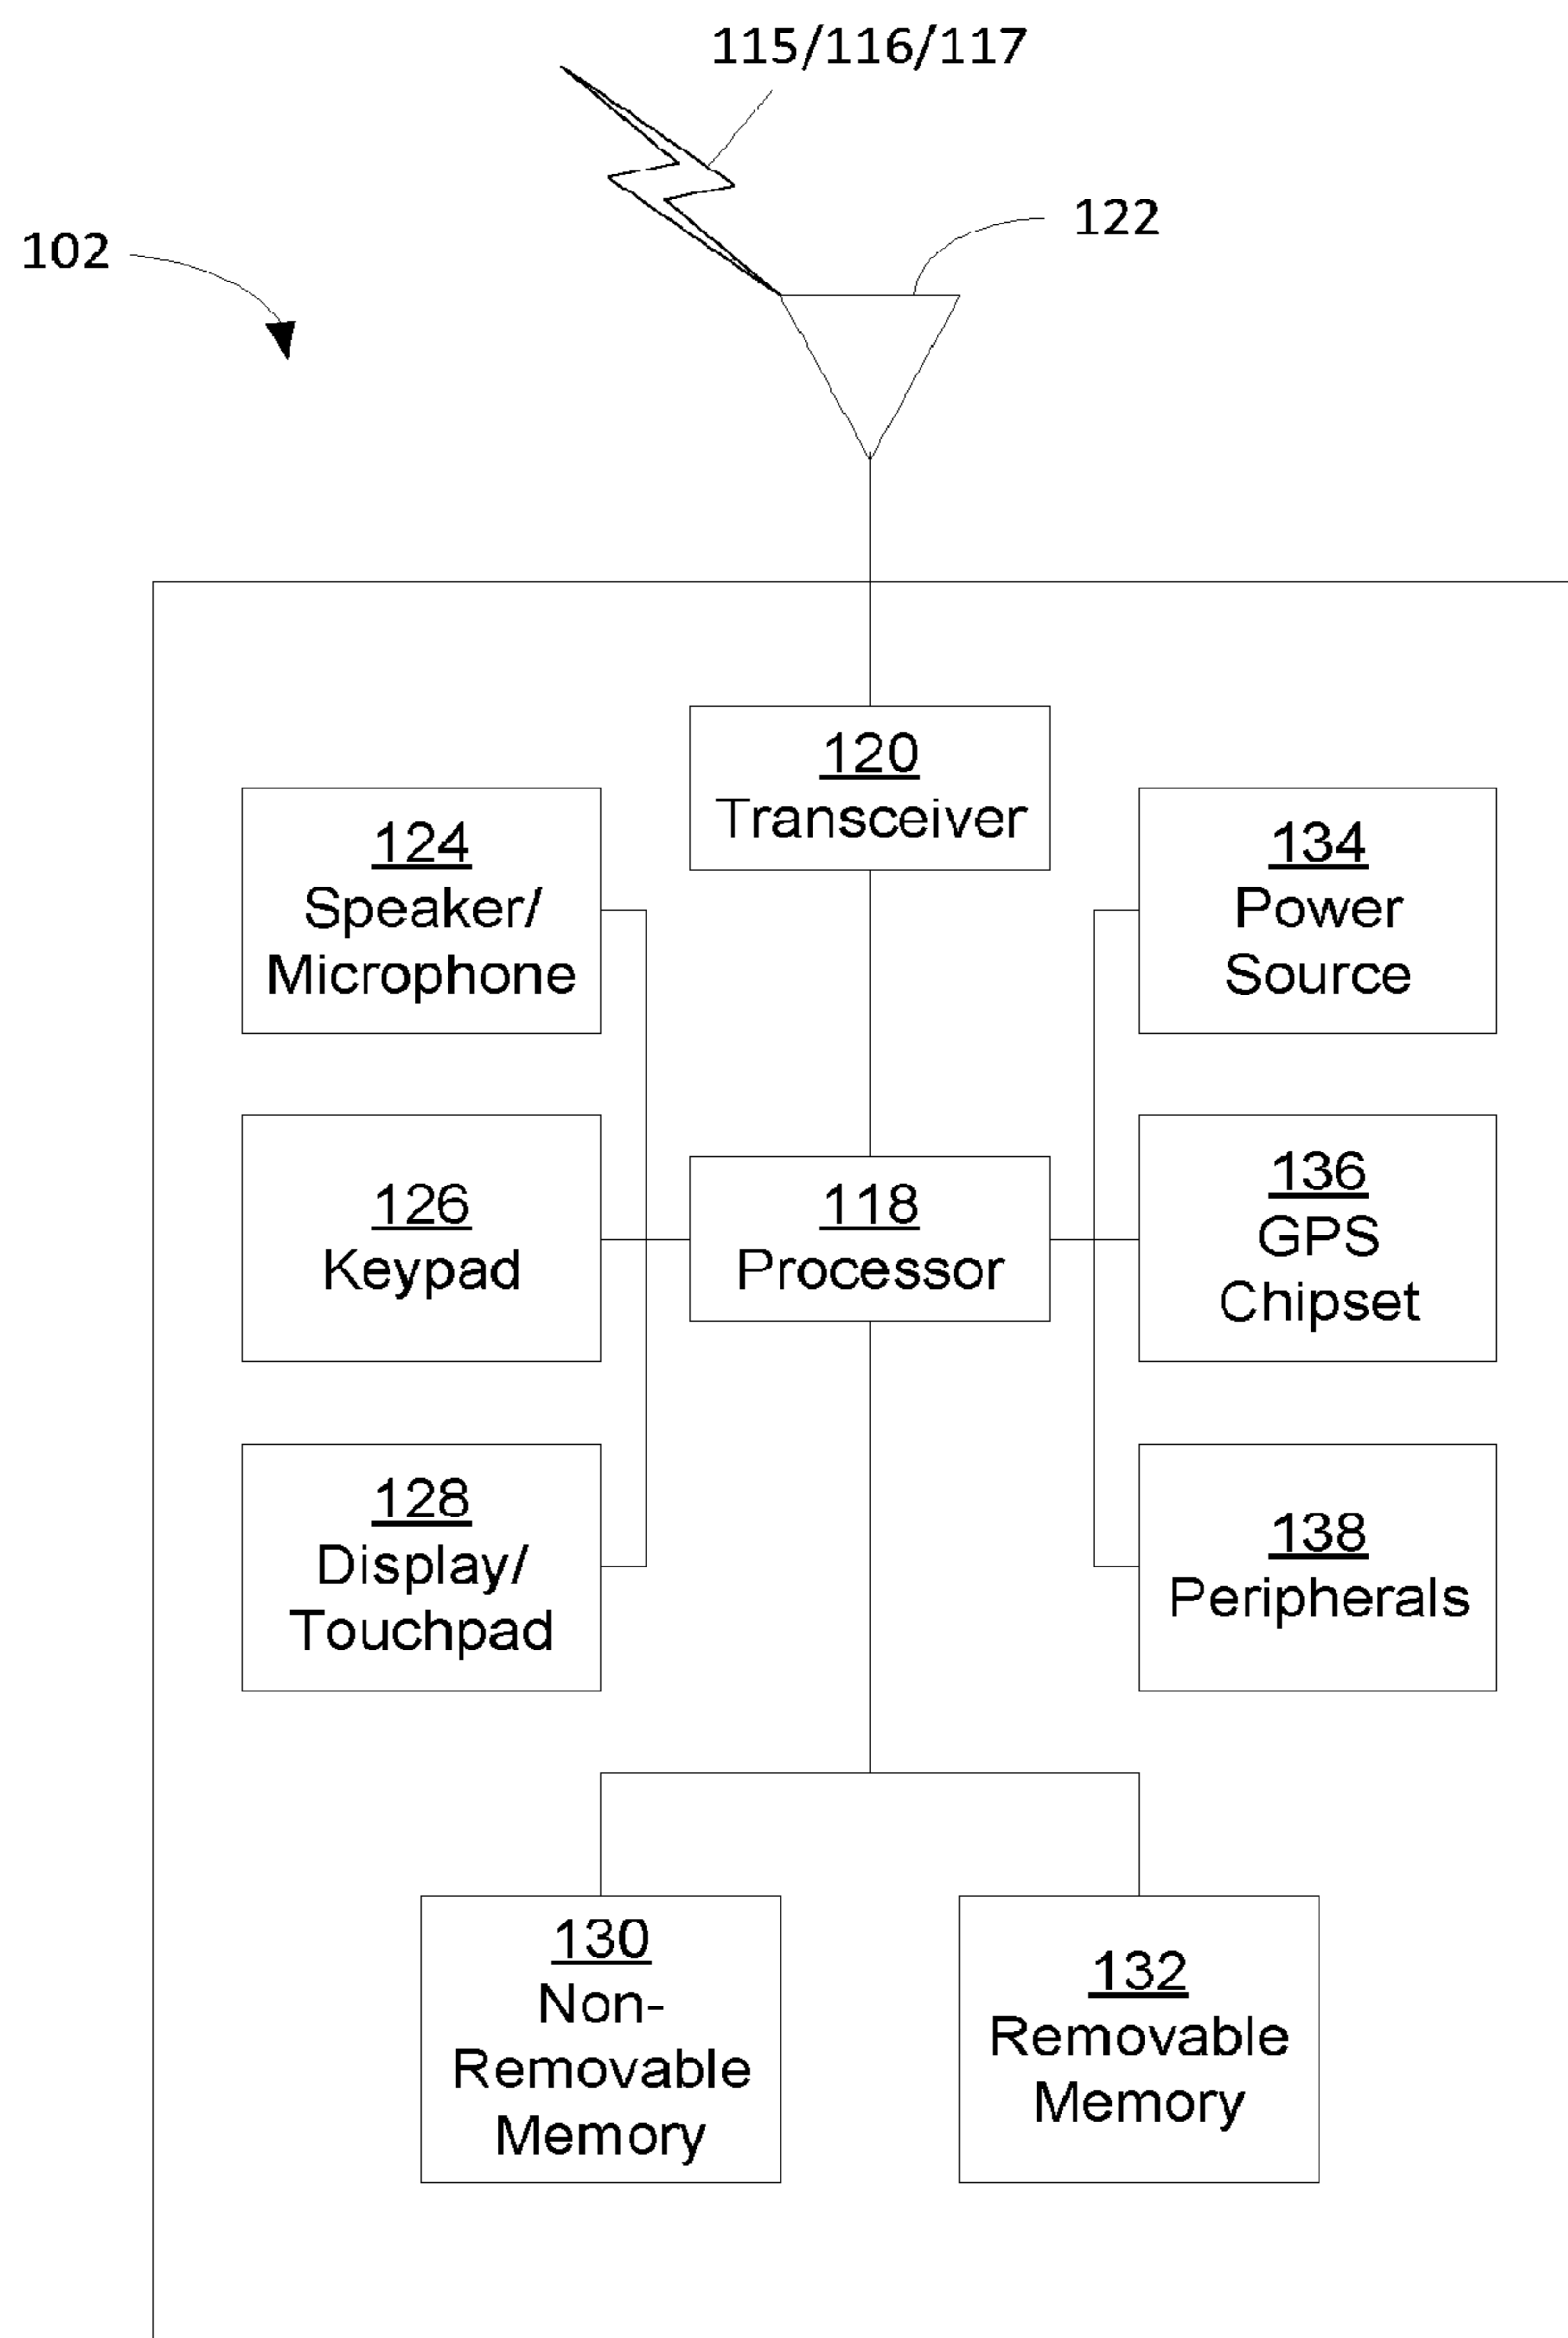 115/116/117
122
102
120
Transceiver
124
Speaker/
Microphone
134
Power
Source
126
Keypad
118
Processor
136
GPS
Chipset
128
Display/
Touchpad
138
Peripherals
130
Non-
Removable
Memory
132
Removable
Memory